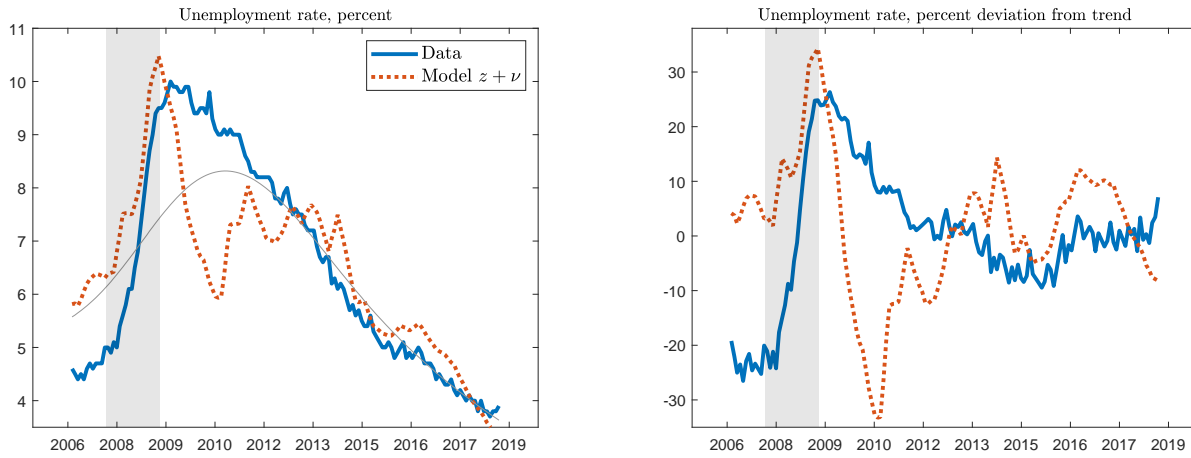 Unemployment rate, percent
11
10
9
8
7
6
5
4
2006 2008 2009 2010 2012 2013 2015 2016 2017 2019
Data
Model z + ν
Unemployment rate, percent deviation from trend
30
20
10
0
-10
-20
-30
2006 2008 2009 2010 2012 2013 2015 2016 2017 2019